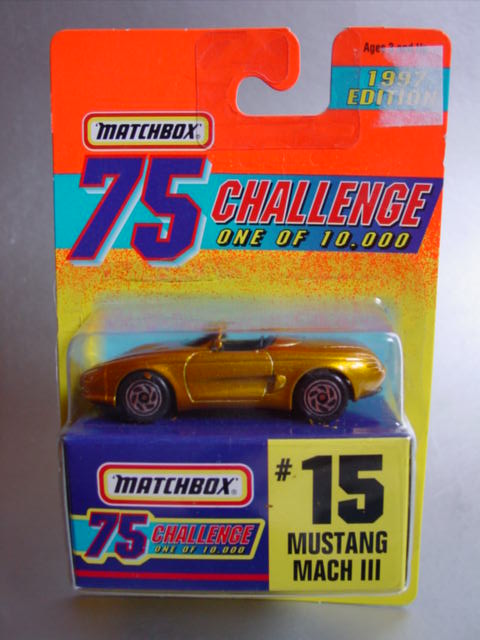 Ages 3 and
1997
EDITION
MATCHBOX
75 CHALLENGE
ONE OF 10.000
MATCHBOX
75 CHALLENGE
ONE OF 10.000
#15
MUSTANG
MACH III